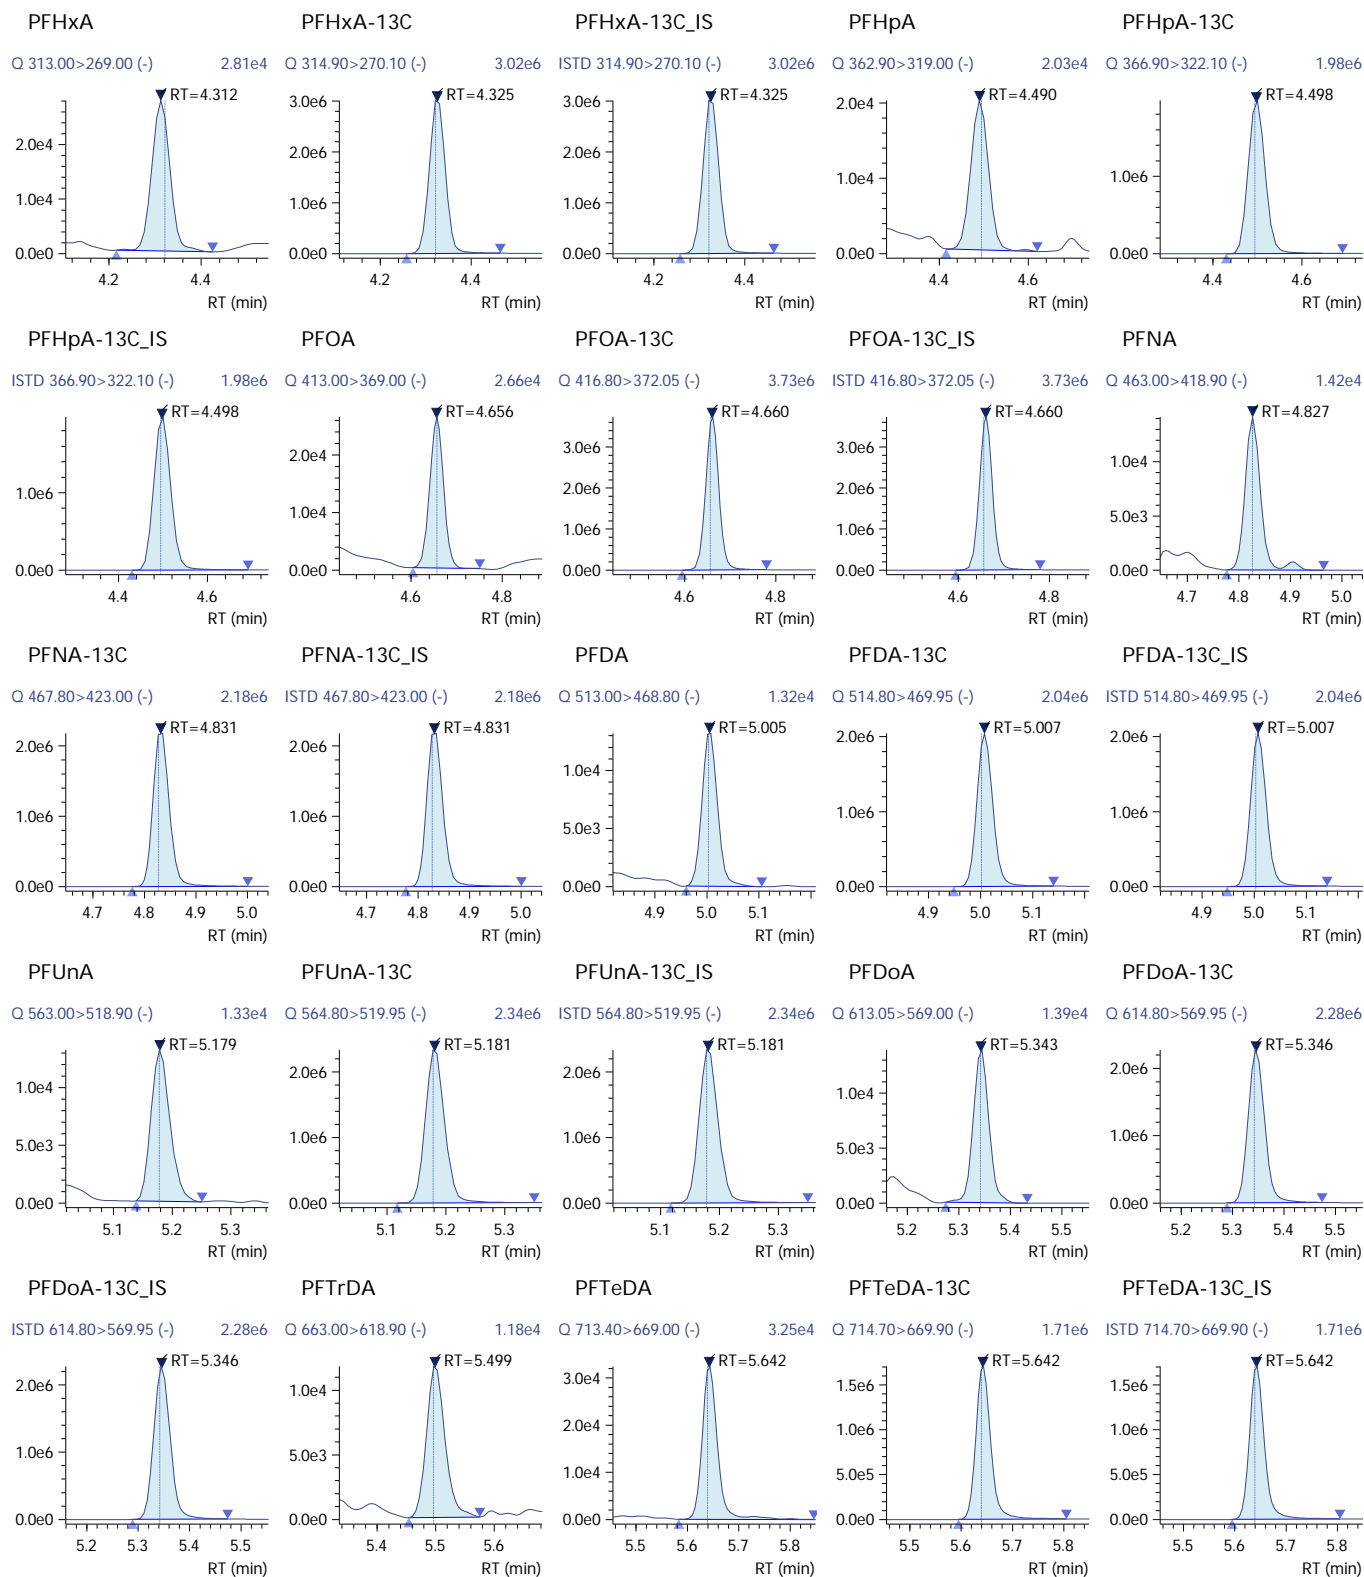 PFHxA PFHxA-13C PFHxA-13C_IS PFHpA PFHpA-13C
Q 313.00>269.00 (-) 2.81e4 Q 314.90>270.10 (-) 3.02e6 ISTD 314.90>270.10 (-) 3.02e6 Q 362.90>319.00 (-) 2.03e4 Q 366.90>322.10 (-) 1.98e6
RT=4.312 3.0e6 RT=4.325 3.0e6 RT=4.325 2.0e4 RT=4.490 RT=4.498
2.0e4 2.0e6 2.0e6
1.0e4 1.0e6 1.0e6 1.0e4 1.0e6
0.0e0 0.0e0 0.0e0 0.0e0 0.0e0
4.2 4.4 4.2 4.4 4.2 4.4 4.4 4.6 4.4 4.6
RT (min) RT (min) RT (min) RT (min) RT (min)
PFHpA-13C_IS PFOA PFOA-13C PFOA-13C_IS PFNA
ISTD 366.90>322.10 (-) 1.98e6 Q 413.00>369.00 (-) 2.66e4 Q 416.80>372.05 (-) 3.73e6 ISTD 416.80>372.05 (-) 3.73e6 Q 463.00>418.90 (-) 1.42e4
RT=4.498 RT=4.656 RT=4.660 RT=4.660 RT=4.827
2.0e4 3.0e6 3.0e6 1.0e4
1.0e6 1.0e4 2.0e6 2.0e6 5.0e3
1.0e6 1.0e6
0.0e0 0.0e0 0.0e0 0.0e0 0.0e0
4.4 4.6 4.6 4.8 4.6 4.8 4.6 4.8 4.7 4.8 4.9 5.0
RT (min) RT (min) RT (min) RT (min) RT (min)
PFNA-13C PFNA-13C_IS PFDA PFDA-13C PFDA-13C_IS
Q 467.80>423.00 (-) 2.18e6 ISTD 467.80>423.00 (-) 2.18e6 Q 513.00>468.80 (-) 1.32e4 Q 514.80>469.95 (-) 2.04e6 ISTD 514.80>469.95 (-) 2.04e6
RT=4.831 RT=4.831 RT=5.005 RT=5.007 RT=5.007
2.0e6 2.0e6 1.0e4 2.0e6 2.0e6
1.0e6 1.0e6 5.0e3 1.0e6 1.0e6
0.0e0 0.0e0 0.0e0 0.0e0 0.0e0
4.7 4.8 4.9 5.0 4.7 4.8 4.9 5.0 4.9 5.0 5.1 4.9 5.0 5.1 4.9 5.0 5.1
RT (min) RT (min) RT (min) RT (min) RT (min)
PFUnA PFUnA-13C PFUnA-13C_IS PFDoA PFDoA-13C
Q 563.00>518.90 (-) 1.33e4 Q 564.80>519.95 (-) 2.34e6 ISTD 564.80>519.95 (-) 2.34e6 Q 613.05>569.00 (-) 1.39e4 Q 614.80>569.95 (-) 2.28e6
RT=5.179 RT=5.181 RT=5.181 RT=5.343 RT=5.346
1.0e4 2.0e6 2.0e6 1.0e4 2.0e6
5.0e3 1.0e6 1.0e6 5.0e3 1.0e6
0.0e0 0.0e0 0.0e0 0.0e0 0.0e0
5.1 5.2 5.3 5.1 5.2 5.3 5.1 5.2 5.3 5.2 5.3 5.4 5.5 5.2 5.3 5.4 5.5
RT (min) RT (min) RT (min) RT (min) RT (min)
PFDoA-13C_IS PFTrDA PFTeDA PFTeDA-13C PFTeDA-13C_IS
ISTD 614.80>569.95 (-) 2.28e6 Q 663.00>618.90 (-) 1.18e4 Q 713.40>669.00 (-) 3.25e4 Q 714.70>669.90 (-) 1.71e6 ISTD 714.70>669.90 (-) 1.71e6
RT=5.346 RT=5.499 RT=5.642 RT=5.642 RT=5.642
2.0e6 1.0e4 3.0e4 1.5e6 1.5e6
2.0e4 1.0e6 1.0e6
1.0e6 5.0e3 1.0e4 5.0e5 5.0e5
0.0e0 0.0e0 0.0e0 0.0e0 0.0e0
5.2 5.3 5.4 5.5 5.4 5.5 5.6 5.5 5.6 5.7 5.8 5.5 5.6 5.7 5.8 5.5 5.6 5.7 5.8
RT (min) RT (min) RT (min) RT (min) RT (min)